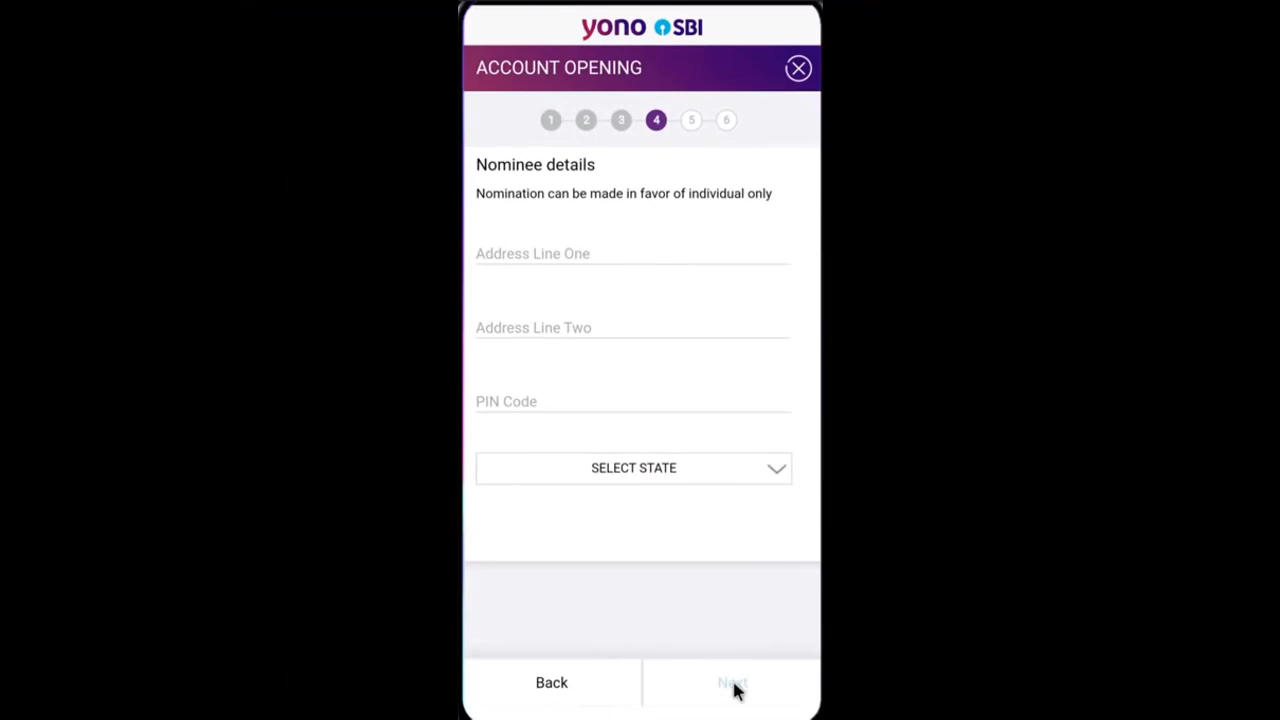 yono SBI
ACCOUNT OPENING
1 2 3 4 5 6
Nominee details
Nomination can be made in favor of individual only
Address Line One
Address Line Two
PIN Code
SELECT STATE
Back Next